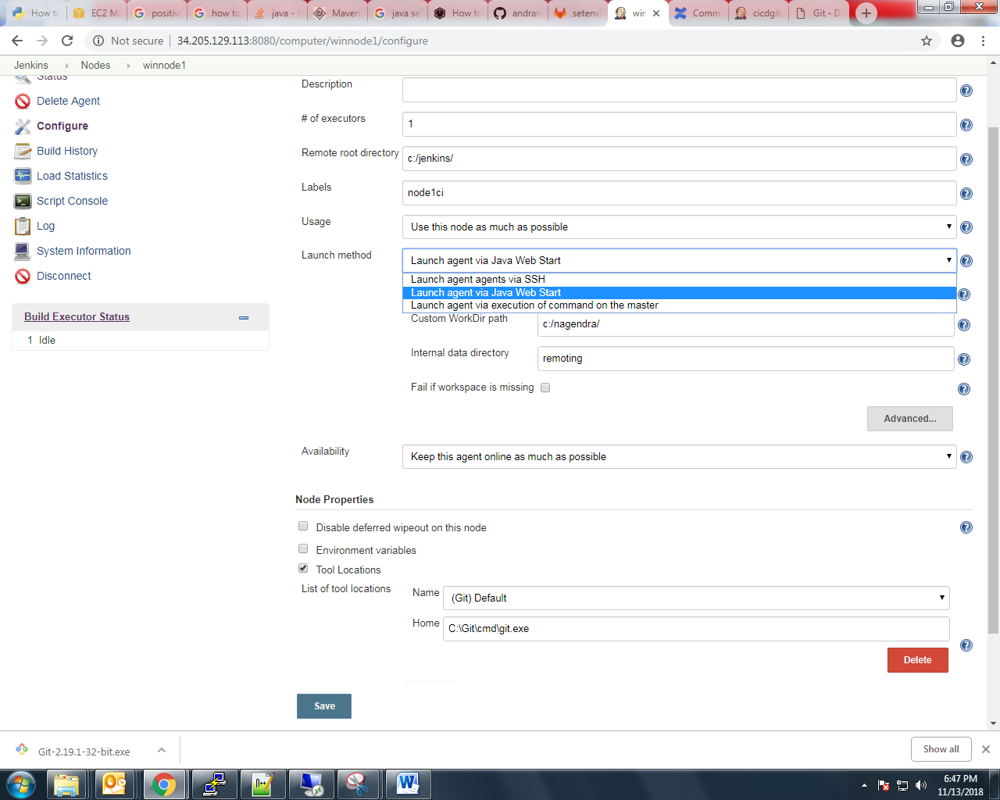 How to
EC2 M
positive
how to
java - S
Maven
java se
How to
andran
setenv
win
Comm
cicdgit
Git - D
Not secure
34.205.129.113:8080/computer/winnode1/configure
Jenkins
Nodes
winnode1
Status
Delete Agent
Configure
Build History
Load Statistics
Script Console
Log
System Information
Disconnect
Build Executor Status
1 Idle
Description
# of executors
1
Remote root directory
c:/jenkins/
Labels
node1ci
Usage
Use this node as much as possible
Launch method
Launch agent via Java Web Start
Launch agent agents via SSH
Launch agent via Java Web Start
Launch agent via execution of command on the master
Custom WorkDir path
c:/nagendra/
Internal data directory
remoting
Fail if workspace is missing
Advanced...
Availability
Keep this agent online as much as possible
Node Properties
Disable deferred wipeout on this node
Environment variables
Tool Locations
List of tool locations
Name
(Git) Default
Home
C:\Git\cmd\git.exe
Delete
Save
Git-2.19.1-32-bit.exe
Show all
6:47 PM
11/13/2018